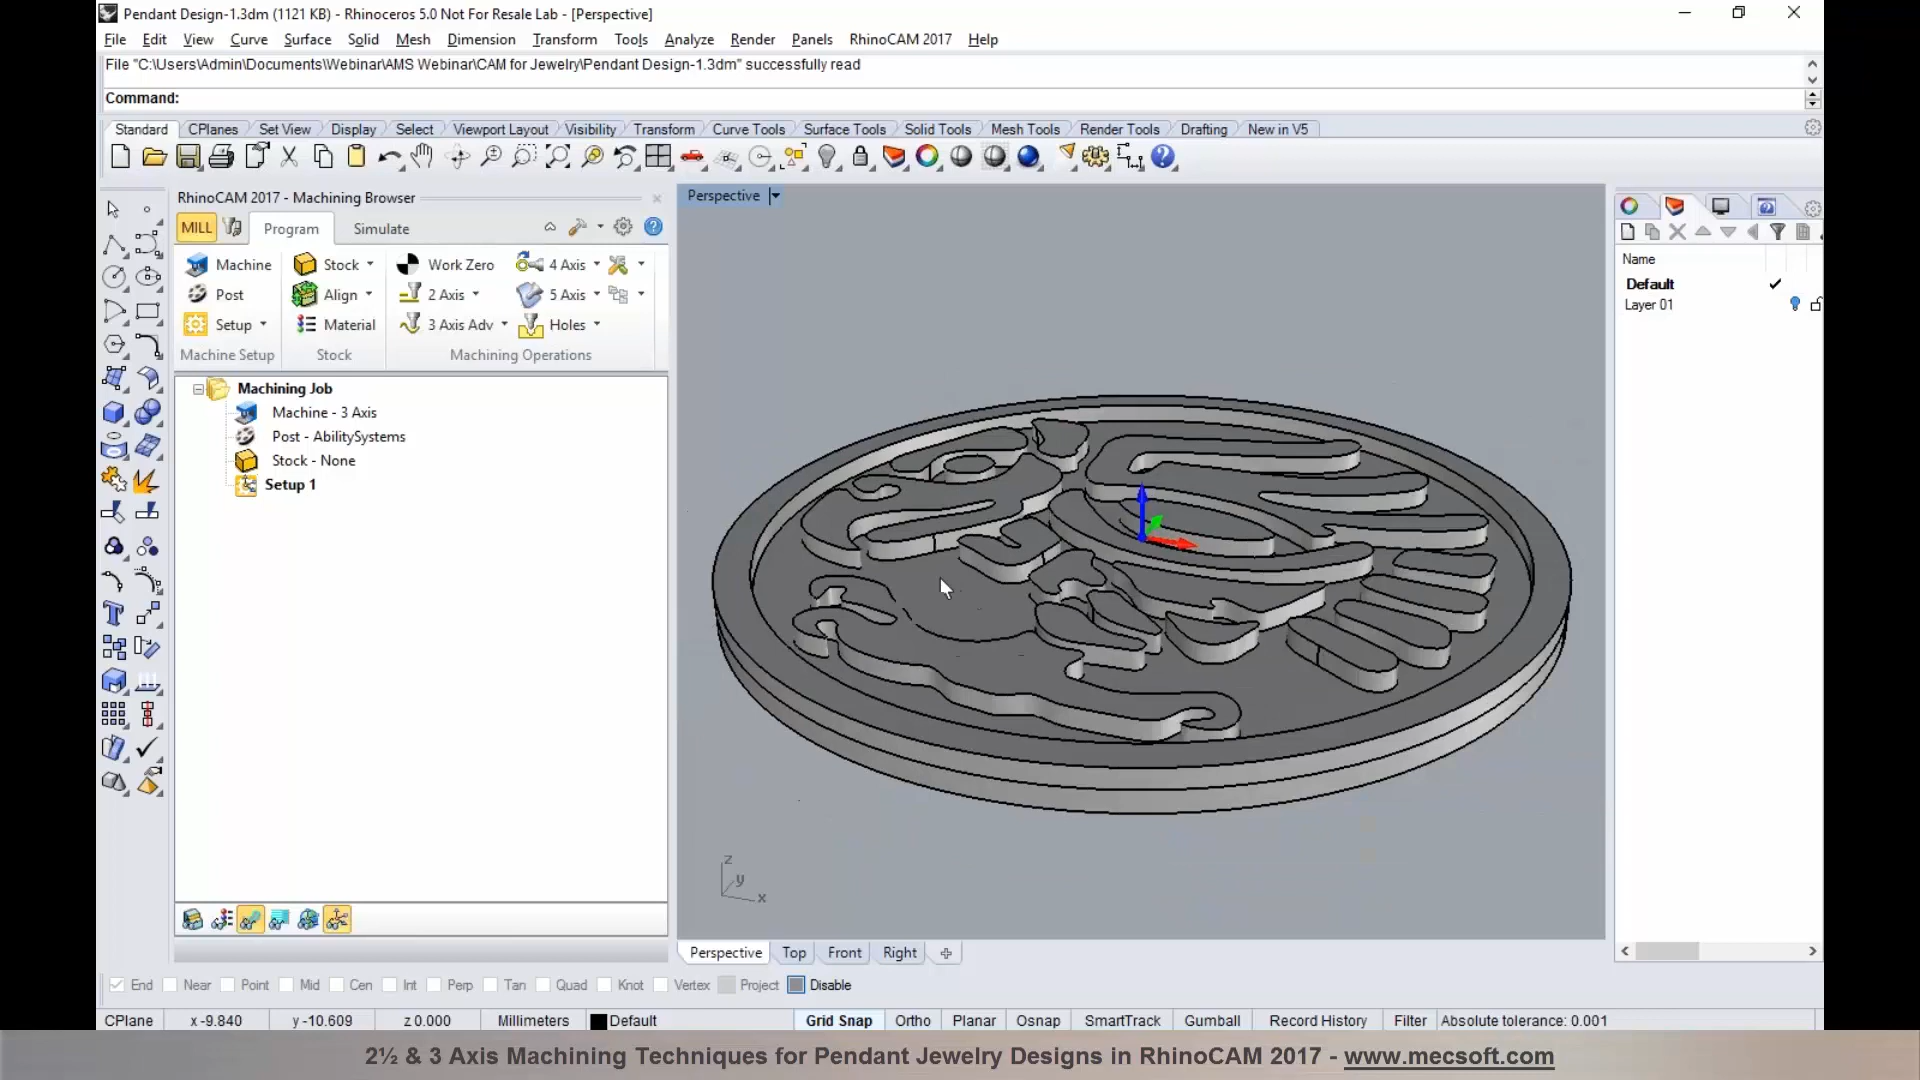 Pendant Design-1.3dm (1121 KB) - Rhinoceros 5.0 Not For Resale Lab - [Perspective]
File Edit View Curve Surface Solid Mesh Dimension Transform Tools Analyze Render Panels RhinoCAM 2017 Help
File "C:\Users\Admin\Documents\Webinar\AMS Webinar\CAM for Jewelry\Pendant Design-1.3dm" successfully read
Command:
Standard CPlanes Set View Display Select Viewport Layout Visibility Transform Curve Tools Surface Tools Solid Tools Mesh Tools Render Tools Drafting New in V5
RhinoCAM 2017 - Machining Browser
MILL Program Simulate
Machine Stock Work Zero 4 Axis
Post Align 2 Axis 5 Axis
Setup Material 3 Axis Adv Holes
Machine Setup Stock Machining Operations
Machining Job
Machine - 3 Axis
Post - AbilitySystems
Stock - None
Setup 1
Perspective
z
y
x
Name
Default
Layer 01
Perspective Top Front Right
End Near Point Mid Cen Int Perp Tan Quad Knot Vertex Project Disable
CPlane x -9.840 y -10.609 z 0.000 Millimeters Default Grid Snap Ortho Planar Osnap SmartTrack Gumball Record History Filter Absolute tolerance: 0.001
2½ & 3 Axis Machining Techniques for Pendant Jewelry Designs in RhinoCAM 2017 - www.mecsoft.com